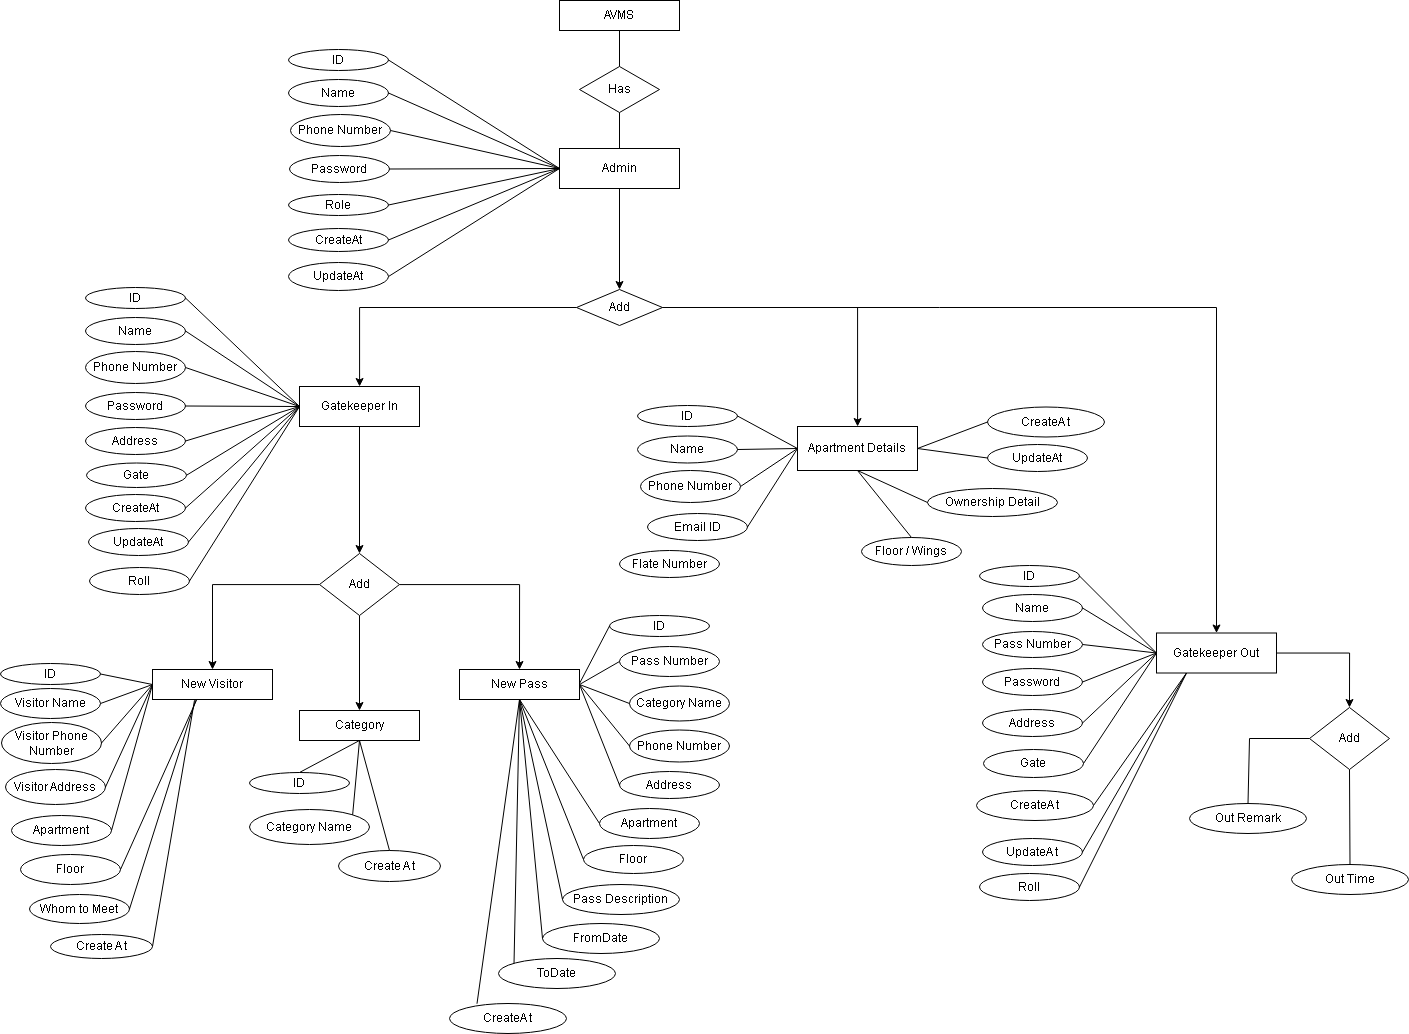 AVMS
Has
Admin
ID
Name
Phone Number
Password
Role
CreateAt
UpdateAt
Add
Gatekeeper In
ID
Name
Phone Number
Password
Address
Gate
CreateAt
UpdateAt
Roll
Apartment Details
ID
Name
Phone Number
Email ID
Flate Number
CreateAt
UpdateAt
Ownership Detail
Floor / Wings
Add
New Visitor
ID
Visitor Name
Visitor Phone
Number
Visitor Address
Apartment
Floor
Whom to Meet
Create At
Category
ID
Category Name
Create At
New Pass
ID
Pass Number
Category Name
Phone Number
Address
Apartment
Floor
Pass Description
FromDate
ToDate
CreateAt
Gatekeeper Out
ID
Name
Pass Number
Password
Address
Gate
CreateAt
UpdateAt
Roll
Add
Out Remark
Out Time